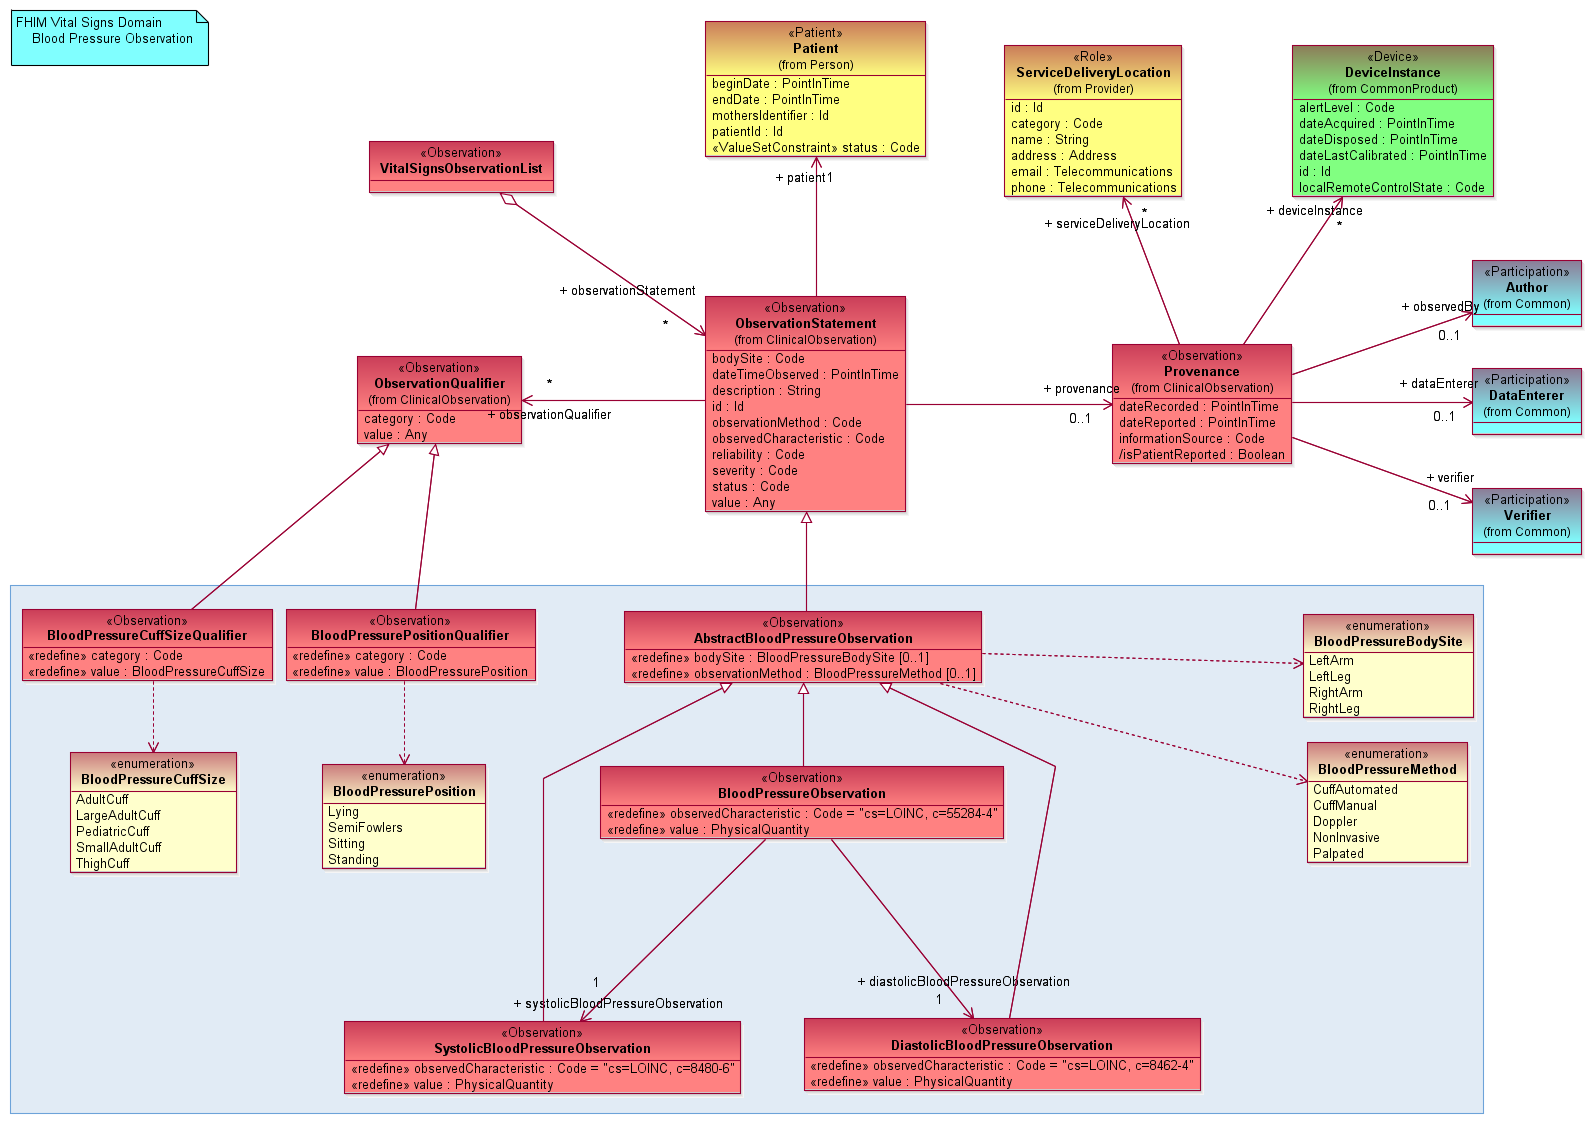 FHIM Vital Signs Domain
Blood Pressure Observation
«Patient»
Patient
(from Person)
beginDate : PointInTime
endDate : PointInTime
mothersIdentifier : Id
patientId : Id
«ValueSetConstraint» status : Code
«Role»
ServiceDeliveryLocation
(from Provider)
id : Id
category : Code
name : String
address : Address
email : Telecommunications
phone : Telecommunications
«Device»
DeviceInstance
(from CommonProduct)
alertLevel : Code
dateAcquired : PointInTime
dateDisposed : PointInTime
dateLastCalibrated : PointInTime
id : Id
localRemoteControlState : Code
«Observation»
VitalSignsObservationList
+ patient1
*
+ serviceDeliveryLocation
+ deviceInstance
*
+ observationStatement
*
«Participation»
Author
(from Common)
+ observedBy
0..1
«Observation»
ObservationStatement
(from ClinicalObservation)
bodySite : Code
dateTimeObserved : PointInTime
description : String
id : Id
observationMethod : Code
observedCharacteristic : Code
reliability : Code
severity : Code
status : Code
value : Any
«Observation»
Provenance
(from ClinicalObservation)
dateRecorded : PointInTime
dateReported : PointInTime
informationSource : Code
/isPatientReported : Boolean
«Observation»
ObservationQualifier
(from ClinicalObservation)
category : Code
value : Any
*
+ observationQualifier
+ provenance
0..1
+ dataEnterer
0..1
«Participation»
DataEnterer
(from Common)
+ verifier
0..1
«Participation»
Verifier
(from Common)
«Observation»
BloodPressureCuffSizeQualifier
«redefine» category : Code
«redefine» value : BloodPressureCuffSize
«Observation»
BloodPressurePositionQualifier
«redefine» category : Code
«redefine» value : BloodPressurePosition
«Observation»
AbstractBloodPressureObservation
«redefine» bodySite : BloodPressureBodySite [0..1]
«redefine» observationMethod : BloodPressureMethod [0..1]
«enumeration»
BloodPressureBodySite
LeftArm
LeftLeg
RightArm
RightLeg
«enumeration»
BloodPressureCuffSize
AdultCuff
LargeAdultCuff
PediatricCuff
SmallAdultCuff
ThighCuff
«enumeration»
BloodPressurePosition
Lying
SemiFowlers
Sitting
Standing
«Observation»
BloodPressureObservation
«redefine» observedCharacteristic : Code = "cs=LOINC, c=55284-4"
«redefine» value : PhysicalQuantity
«enumeration»
BloodPressureMethod
CuffAutomated
CuffManual
Doppler
NonInvasive
Palpated
1
+ systolicBloodPressureObservation
+ diastolicBloodPressureObservation
1
«Observation»
SystolicBloodPressureObservation
«redefine» observedCharacteristic : Code = "cs=LOINC, c=8480-6"
«redefine» value : PhysicalQuantity
«Observation»
DiastolicBloodPressureObservation
«redefine» observedCharacteristic : Code = "cs=LOINC, c=8462-4"
«redefine» value : PhysicalQuantity